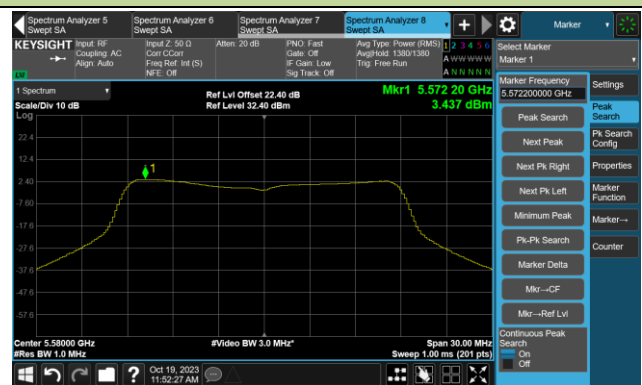 Spectrum Analyzer 5
Swept SA
Spectrum Analyzer 6
Swept SA
Spectrum Analyzer 7
Swept SA
Spectrum Analyzer 8
Swept SA
+
Marker
KEYSIGHT
Input: RF
Coupling: AC
Align: Auto
Input Z: 50 Ω
Corr CCorr
Freq Ref: Int (S)
NFE: Off
Atten: 20 dB
PNO: Fast
Gate: Off
IF Gain: Low
Sig Track: Off
Avg Type: Power (RMS)
Avg|Hold: 1380/1380
Trig: Free Run
1 2 3 4 5 6
A W W W W W
A N N N N N
LV
Select Marker
Marker 1
1 Spectrum
Scale/Div 10 dB
Log
Ref Lvl Offset 22.40 dB
Ref Level 32.40 dBm
Mkr1 5.572 20 GHz
3.437 dBm
22.4
12.4
2.40
-7.60
-17.6
-27.6
-37.6
-47.6
-57.6
1
Center 5.58000 GHz
#Res BW 1.0 MHz
#Video BW 3.0 MHz*
Span 30.00 MHz
Sweep 1.00 ms (201 pts)
Marker Frequency
5.572200000 GHz
Peak Search
Next Peak
Next Pk Right
Next Pk Left
Minimum Peak
Pk-Pk Search
Marker Delta
Mkr→CF
Mkr→Ref Lvl
Continuous Peak
Search
On
Off
Settings
Peak
Search
Pk Search
Config
Properties
Marker
Function
Marker→
Counter
?
Oct 19, 2023
11:52:27 AM